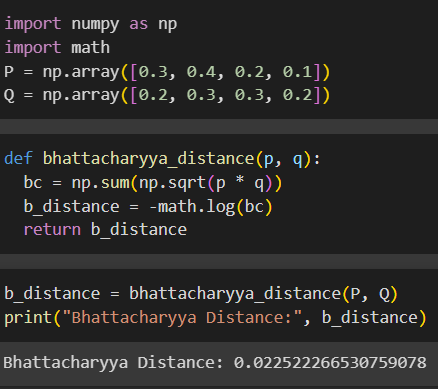 import numpy as np
import math
P = np.array([0.3, 0.4, 0.2, 0.1])
Q = np.array([0.2, 0.3, 0.3, 0.2])
def bhattacharyya_distance(p, q):
  bc = np.sum(np.sqrt(p * q))
  b_distance = -math.log(bc)
  return b_distance
b_distance = bhattacharyya_distance(P, Q)
print("Bhattacharyya Distance:", b_distance)
Bhattacharyya Distance: 0.022522266530759078